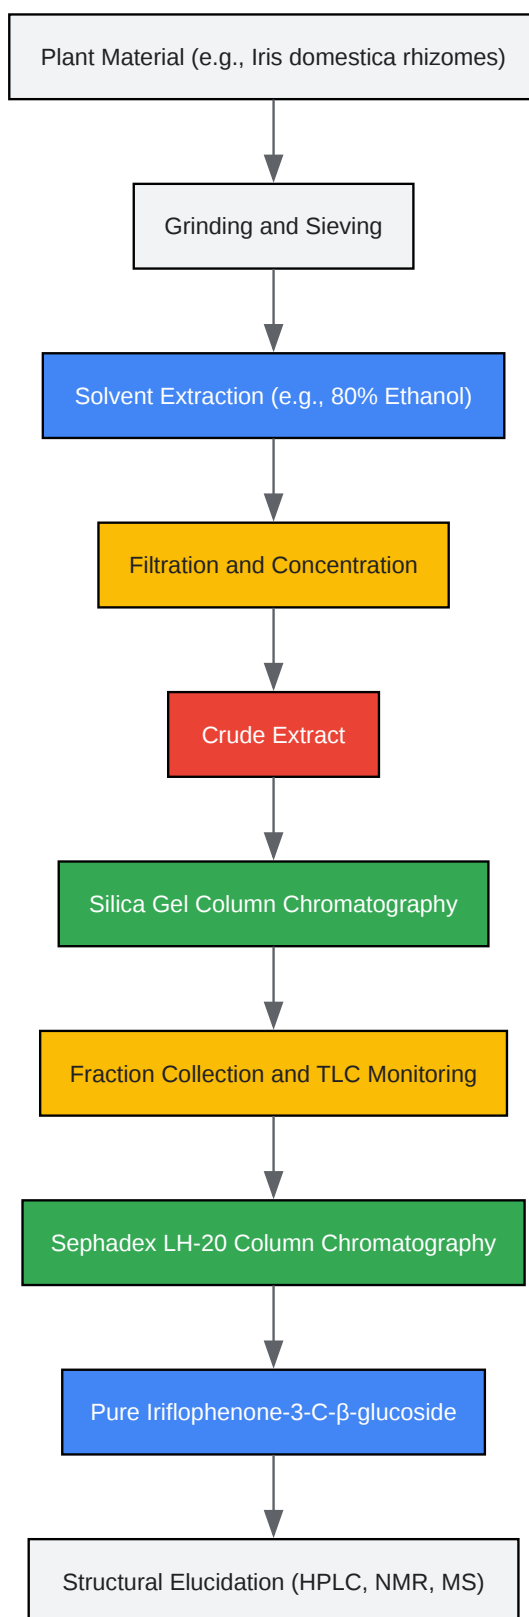 Plant Material (e.g., Iris domestica rhizomes)
Grinding and Sieving
Solvent Extraction (e.g., 80% Ethanol)
Filtration and Concentration
Crude Extract
Silica Gel Column Chromatography
Fraction Collection and TLC Monitoring
Sephadex LH-20 Column Chromatography
Pure Iriflophenone-3-C-β-glucoside
Structural Elucidation (HPLC, NMR, MS)